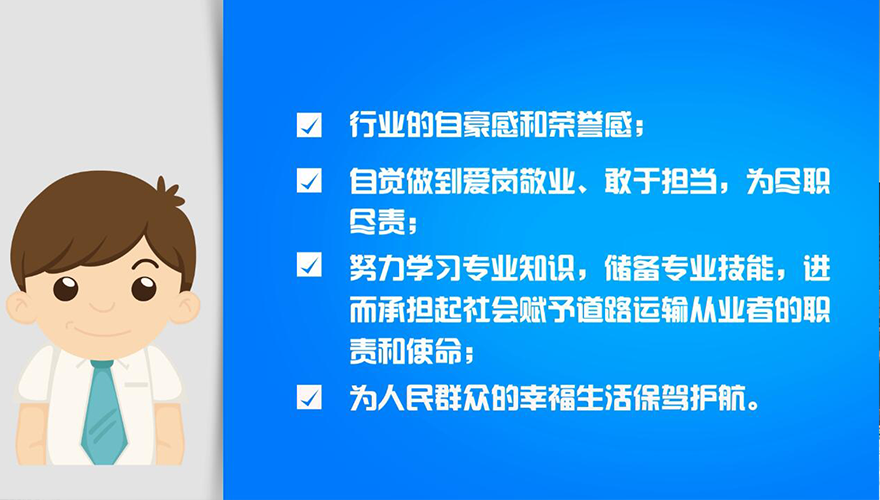 行业的自豪感和荣誉感；
自觉做到爱岗敬业、敢于担当，为尽职
尽责；
努力学习专业知识，储备专业技能，进
而承担起社会赋予道路运输从业者的职
责和使命；
为人民群众的幸福生活保驾护航。